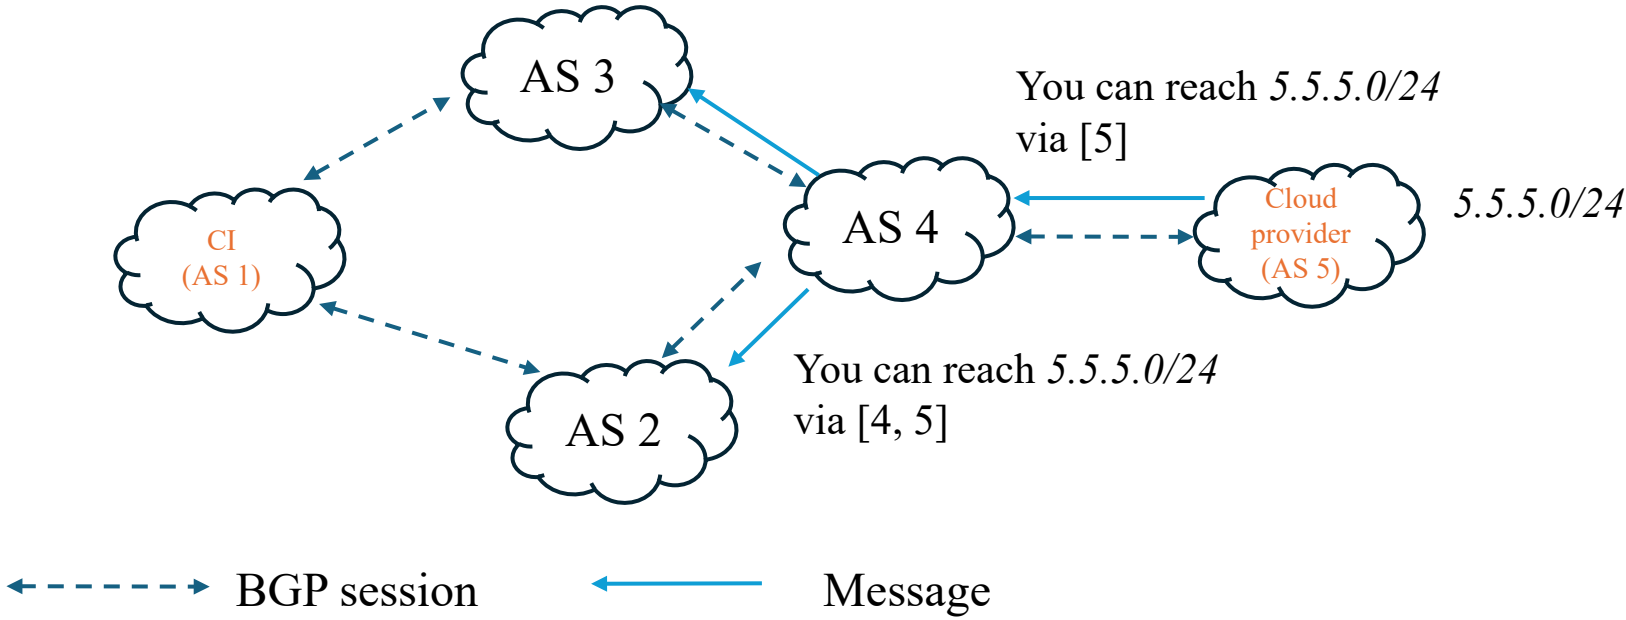 AS 3
You can reach 5.5.5.0/24
via [5]
CI
(AS 1)
AS 4
Cloud
provider
(AS 5)
5.5.5.0/24
You can reach 5.5.5.0/24
via [4, 5]
AS 2
BGP session
Message